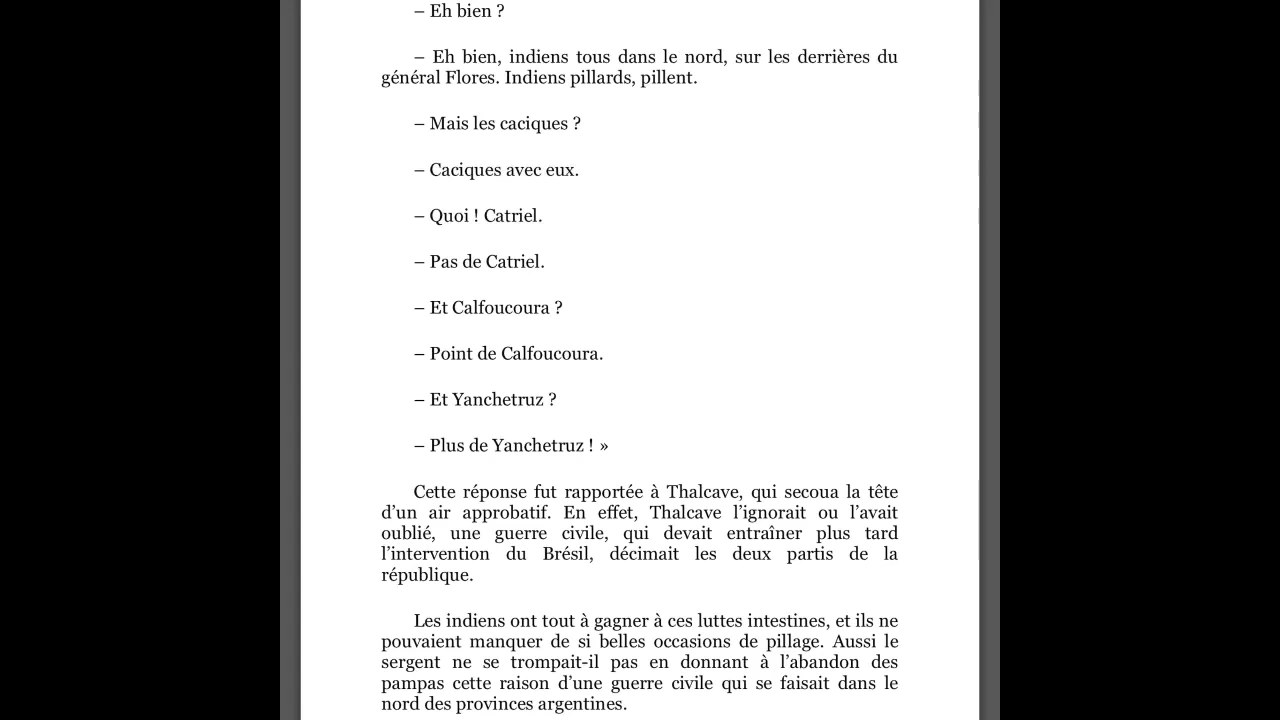 – Eh bien ?
– Eh bien, indiens tous dans le nord, sur les derrières du
général Flores. Indiens pillards, pillent.
– Mais les caciques ?
– Caciques avec eux.
– Quoi ! Catriel.
– Pas de Catriel.
– Et Calfoucoura ?
– Point de Calfoucoura.
– Et Yanchetruz ?
– Plus de Yanchetruz ! »
Cette réponse fut rapportée à Thalcave, qui secoua la tête
d’un air approbatif. En effet, Thalcave l’ignorait ou l’avait
oublié, une guerre civile, qui devait entraîner plus tard
l’intervention du Brésil, décimait les deux partis de la
république.
Les indiens ont tout à gagner à ces luttes intestines, et ils ne
pouvaient manquer de si belles occasions de pillage. Aussi le
sergent ne se trompait-il pas en donnant à l’abandon des
pampas cette raison d’une guerre civile qui se faisait dans le
nord des provinces argentines.